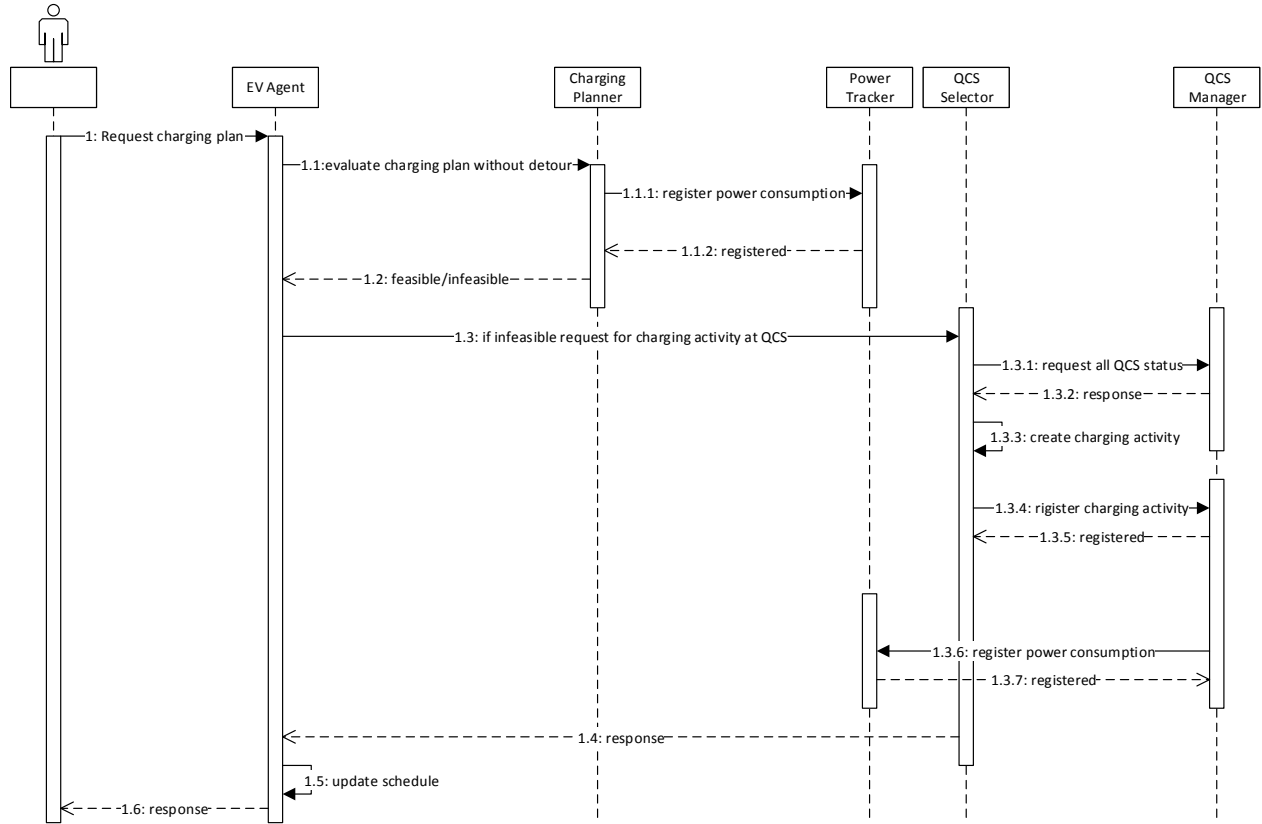 EV Agent
Charging
Planner
Power
Tracker
QCS
Selector
QCS
Manager
1: Request charging plan
1.1:evaluate charging plan without detour
1.1.1: register power consumption
1.1.2: registered
1.2: feasible/infeasible
1.3: if infeasible request for charging activity at QCS
1.3.1: request all QCS status
1.3.2: response
1.3.3: create charging activity
1.3.4: rigister charging activity
1.3.5: registered
1.3.6: register power consumption
1.3.7: registered
1.4: response
1.5: update schedule
1.6: response